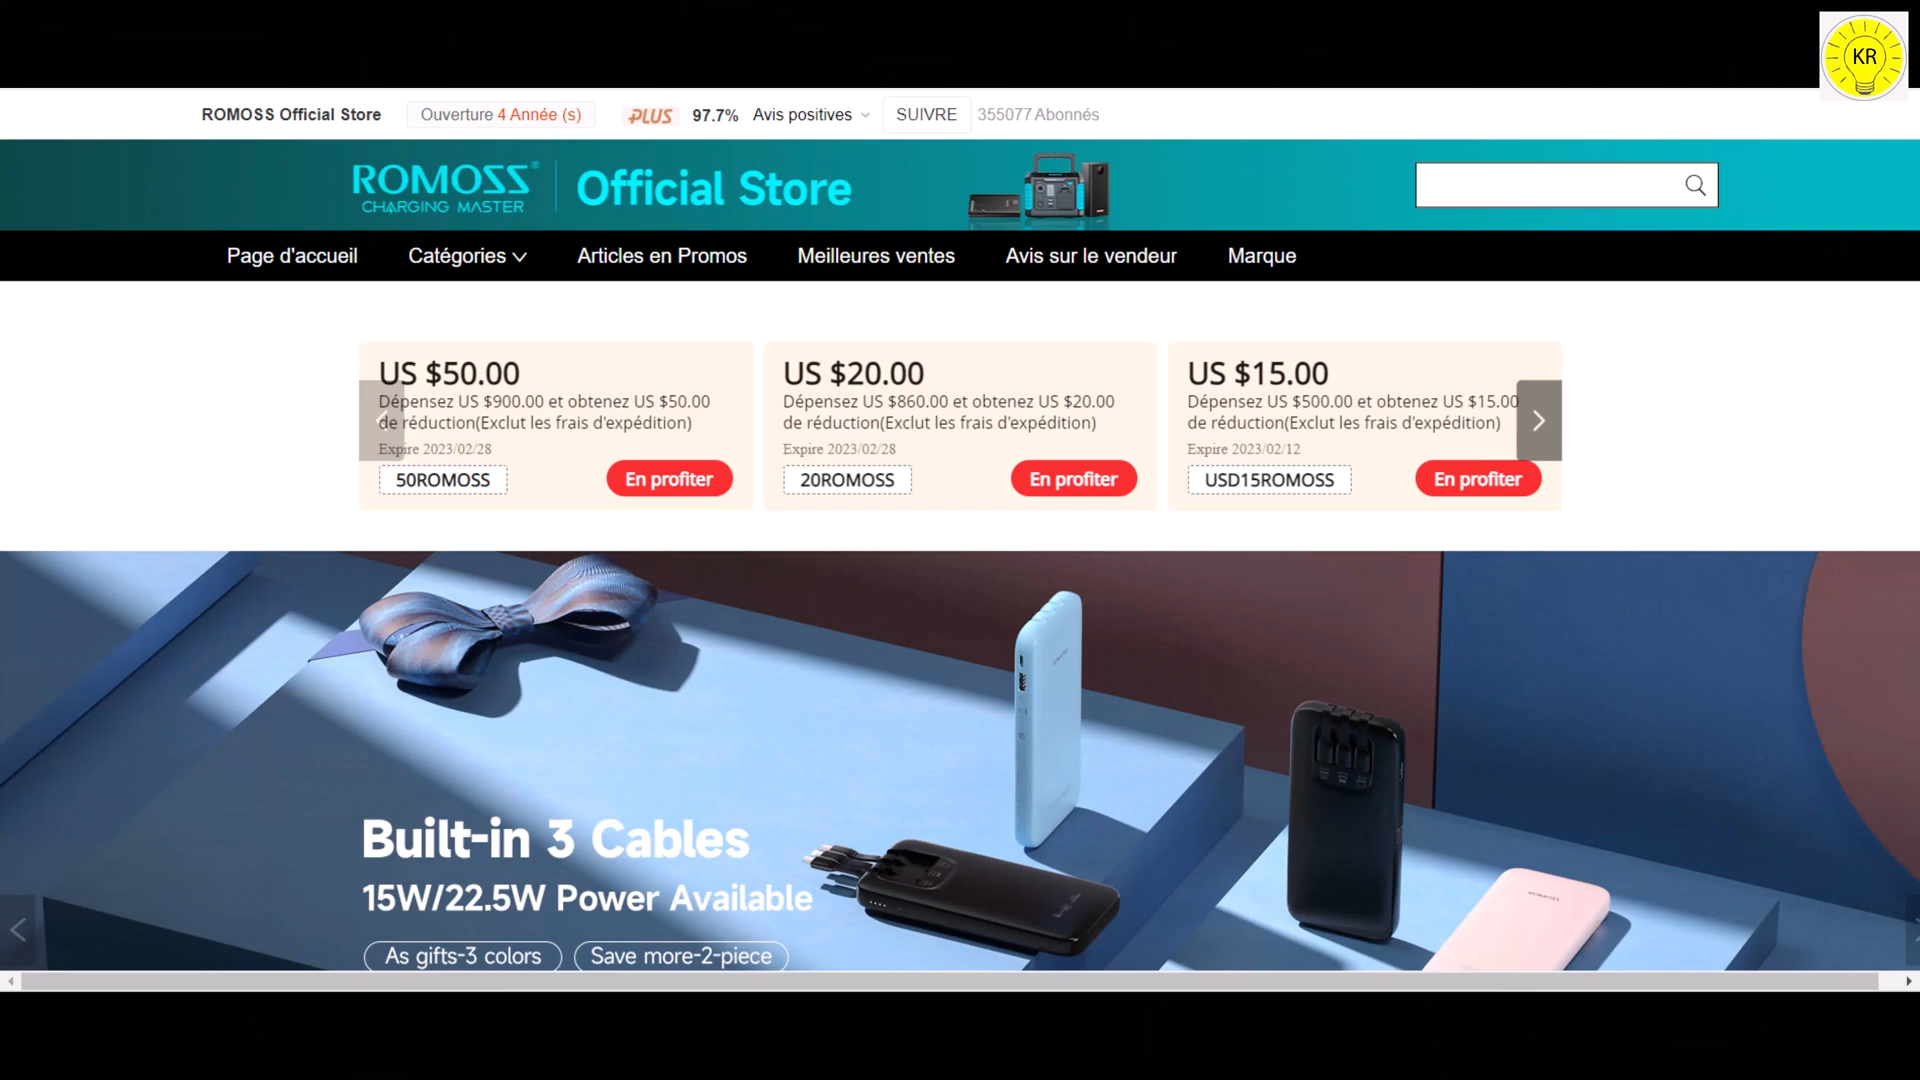 KR
ROMOSS Official Store
Ouverture 4 Année (s)
PLUS
97.7% Avis positives
SUIVRE
355077 Abonnés
ROMOSS®
CHARGING MASTER
Official Store
Page d'accueil
Catégories
Articles en Promos
Meilleures ventes
Avis sur le vendeur
Marque
US $50.00
Dépensez US $900.00 et obtenez US $50.00
de réduction(Exclut les frais d'expédition)
Expire 2023/02/28
50ROMOSS
En profiter
US $20.00
Dépensez US $860.00 et obtenez US $20.00
de réduction(Exclut les frais d'expédition)
Expire 2023/02/28
20ROMOSS
En profiter
US $15.00
Dépensez US $500.00 et obtenez US $15.00
de réduction(Exclut les frais d'expédition)
Expire 2023/02/12
USD15ROMOSS
En profiter
Built-in 3 Cables
15W/22.5W Power Available
As gifts-3 colors
Save more-2-piece
ROMOSS